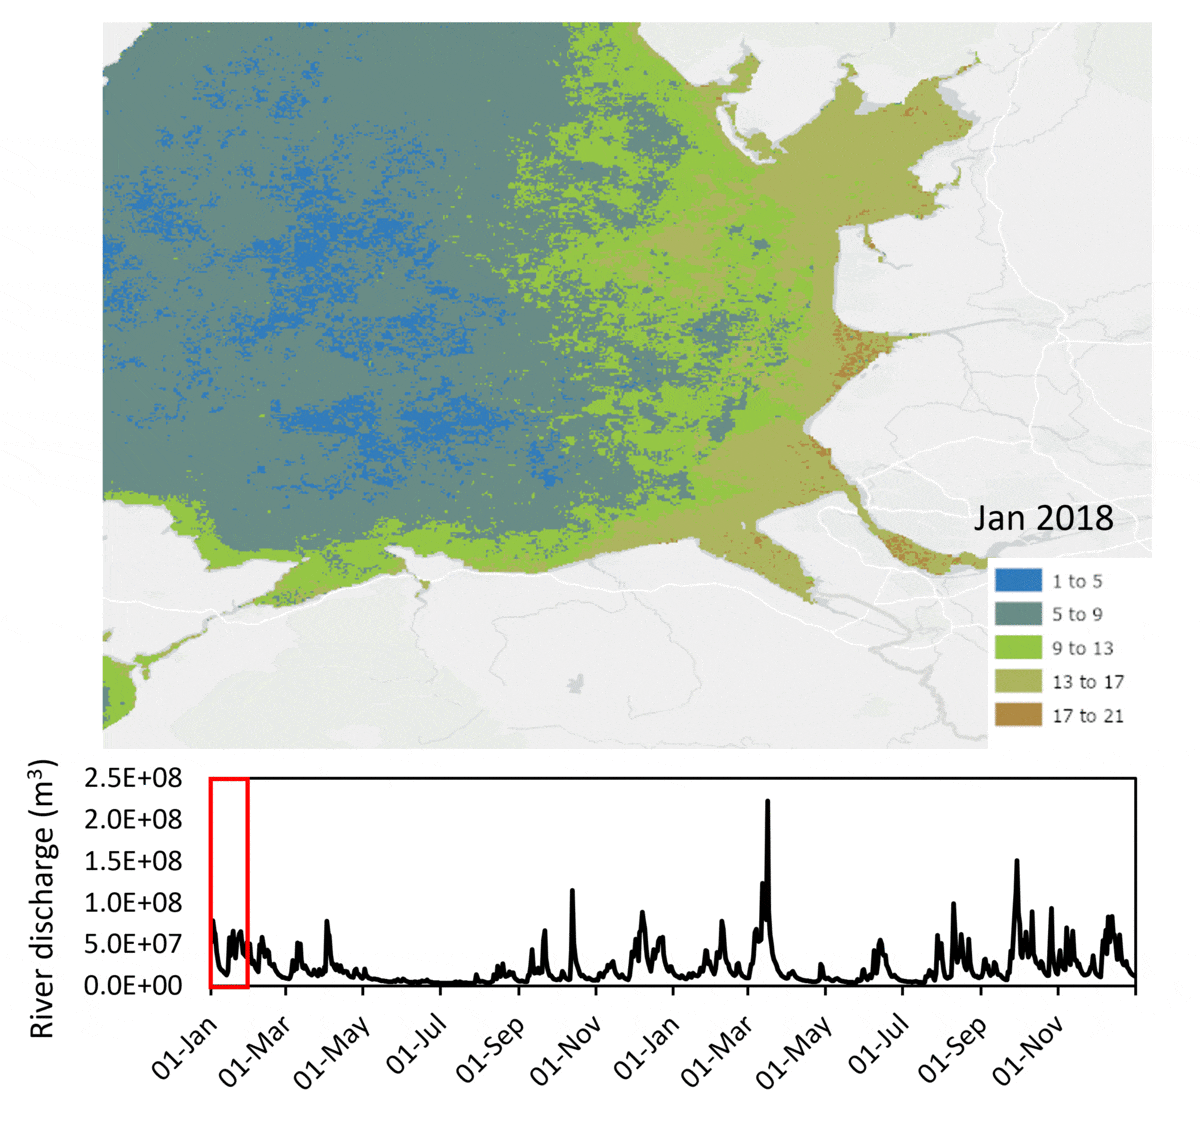 Jan 2018
1 to 5
5 to 9
9 to 13
13 to 17
17 to 21
River discharge (m³)
2.5E+08
2.0E+08
1.5E+08
1.0E+08
5.0E+07
0.0E+00
01-Jan
01-Mar
01-May
01-Jul
01-Sep
01-Nov
01-Jan
01-Mar
01-May
01-Jul
01-Sep
01-Nov